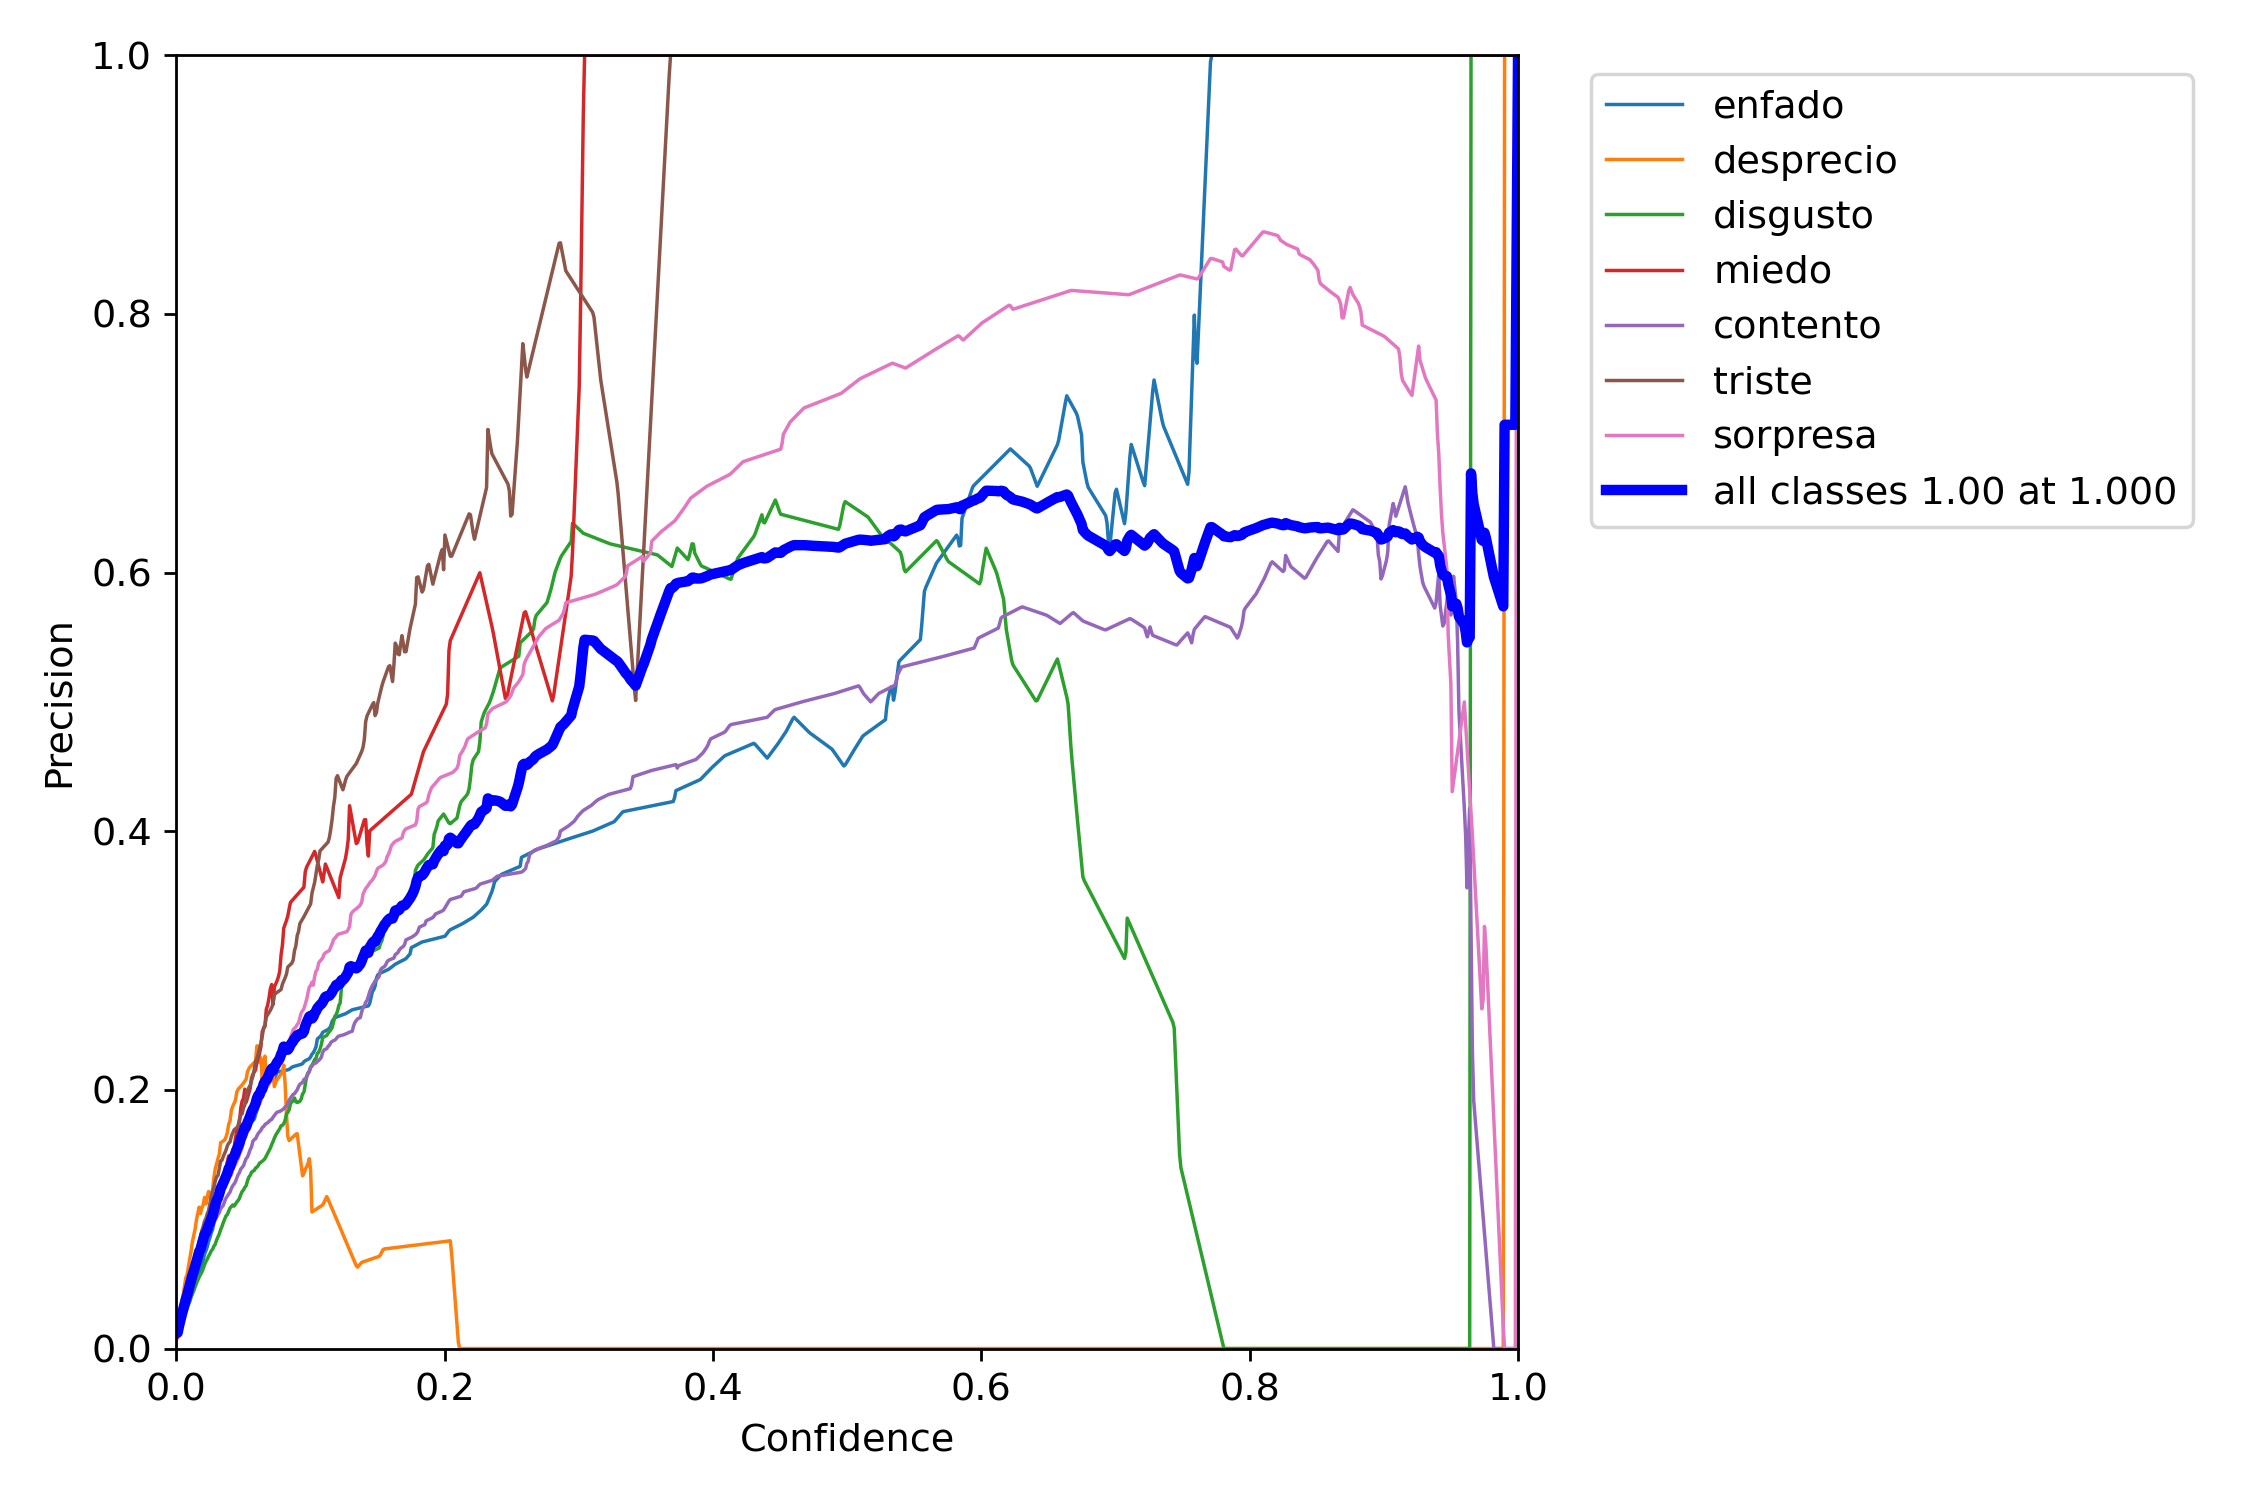 1.0
0.8
0.6
0.4
0.2
0.0
Precision
0.0 0.2 0.4 0.6 0.8 1.0
Confidence
enfado
desprecio
disgusto
miedo
contento
triste
sorpresa
all classes 1.00 at 1.000